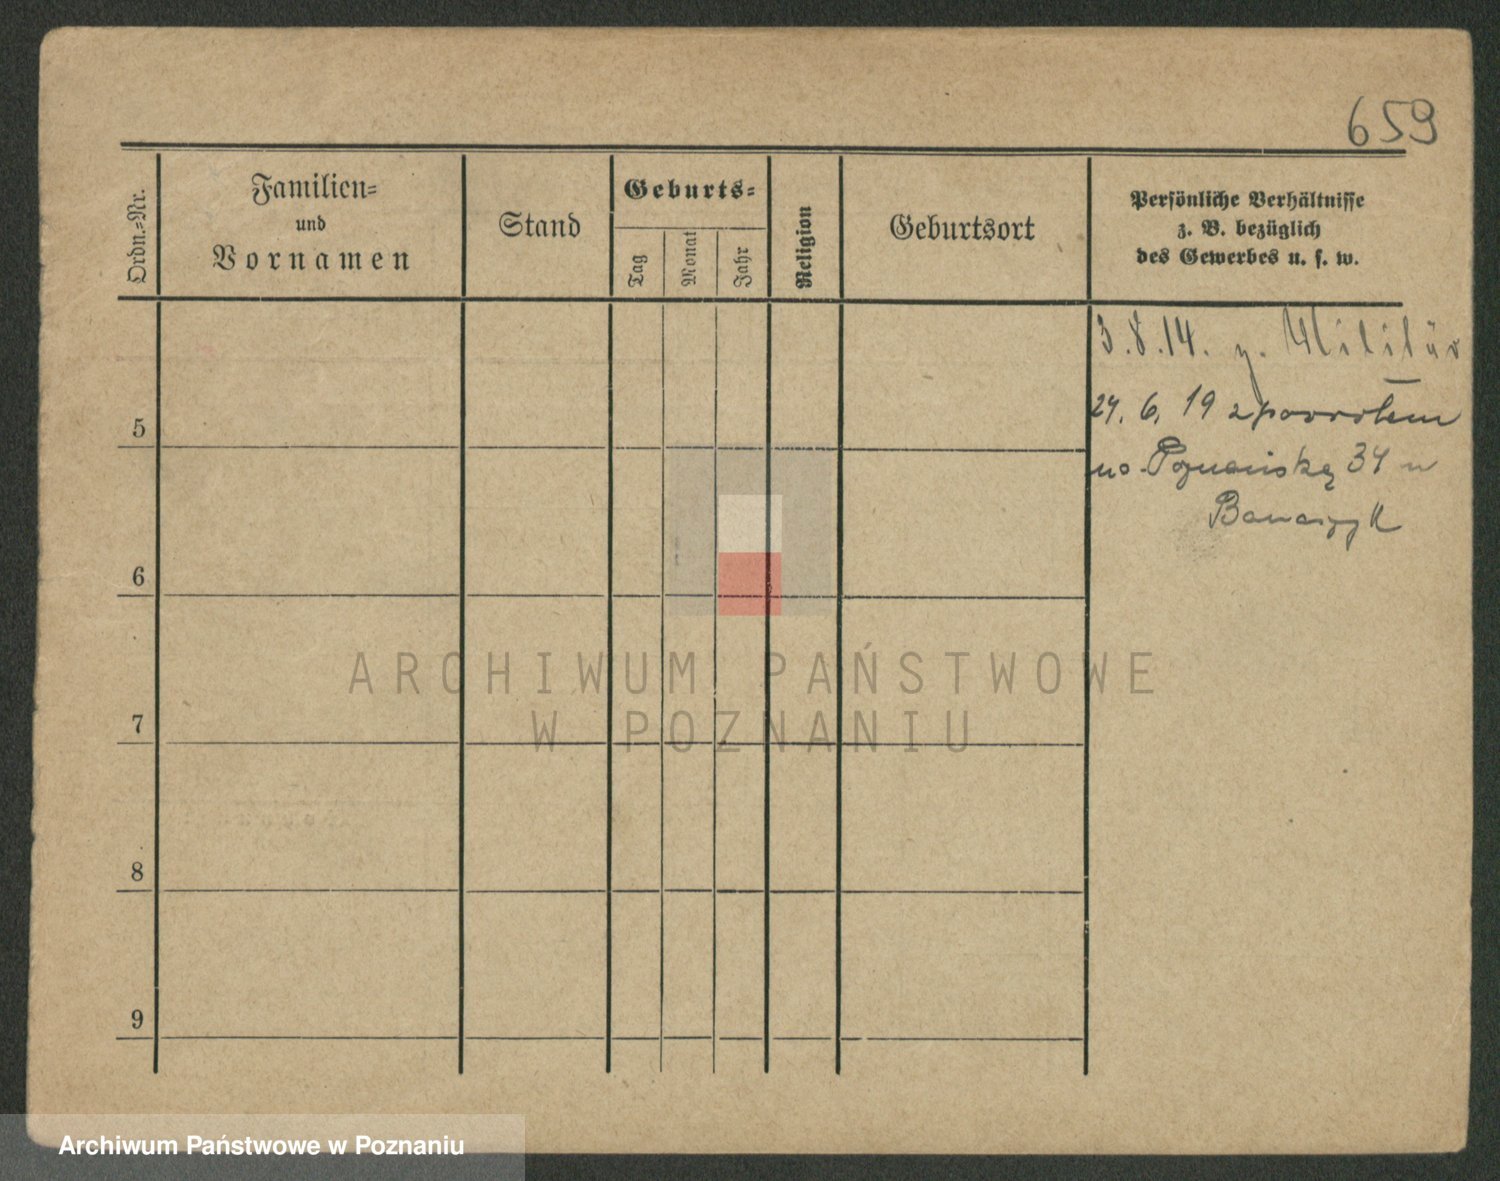 659
Ordn.-Nr.
Familien-
und
Vornamen
Stand
Geburts-
Tag
Monat
Jahr
Religion
Geburtsort
Persönliche Verhältnisse
z. B. bezüglich
des Gewerbes u. s. w.
3.8.14. z. Militär
24. 6. 19 z powrotem
na Poznańską 34 u
Banaszyk
5
6
7
8
9
ARCHIWUM PAŃSTWOWE
W POZNANIU
Archiwum Państwowe w Poznaniu